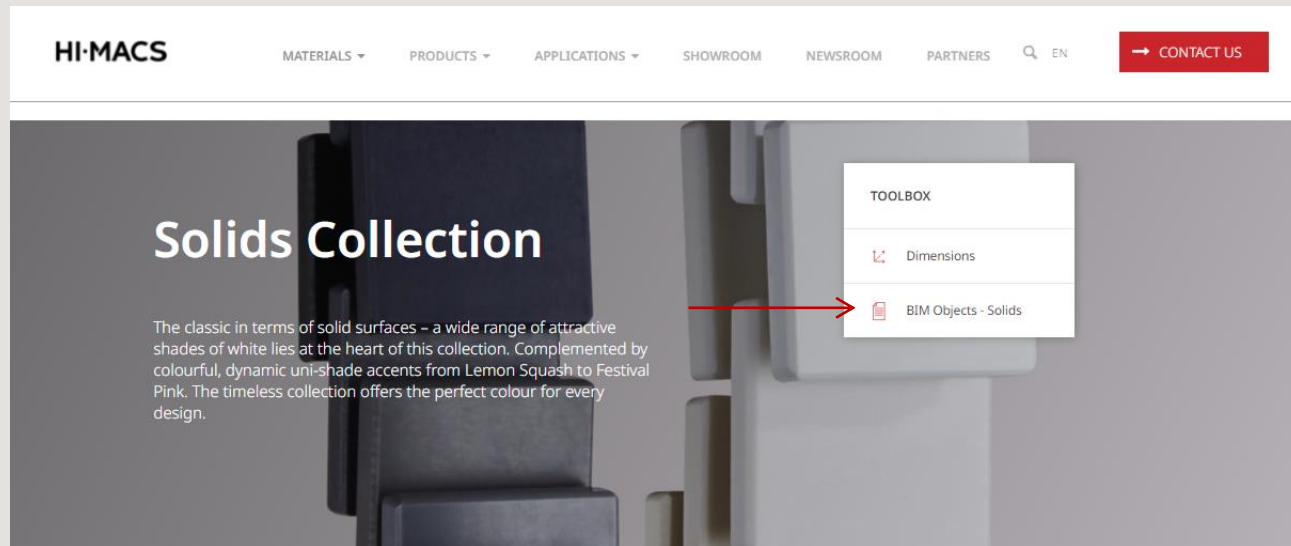 HI·MACS
MATERIALS
PRODUCTS
APPLICATIONS
SHOWROOM
NEWSROOM
PARTNERS
EN
CONTACT US
Solids Collection
The classic in terms of solid surfaces – a wide range of attractive
shades of white lies at the heart of this collection. Complemented by
colourful, dynamic uni-shade accents from Lemon Squash to Festival
Pink. The timeless collection offers the perfect colour for every
design.
TOOLBOX
Dimensions
BIM Objects - Solids